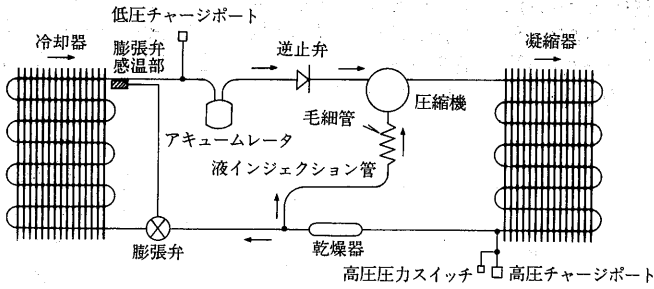 低圧チャージポート
冷却器
膨張弁
感温部
逆止弁
凝縮器
圧縮機
毛細管
アキュームレータ
液インジェクション管
膨張弁
乾燥器
高圧圧力スイッチ
高圧チャージポート